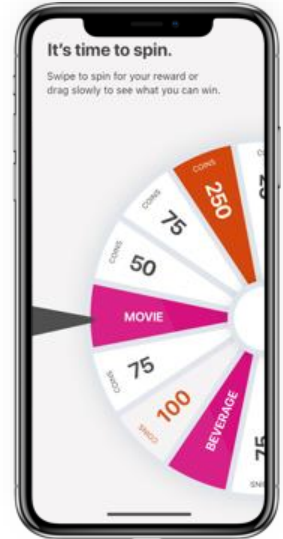 It's time to spin.
Swipe to spin for your reward or
drag slowly to see what you can win.
COINS
250
COINS
75
COINS
50
MOVIE
COINS
75
COINS
100
BEVERAGE
75